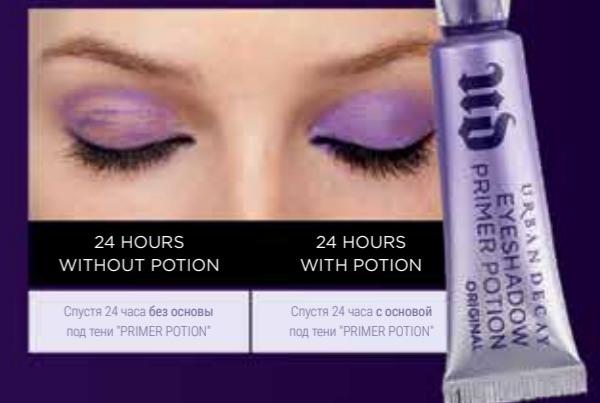 24 HOURS
WITHOUT POTION
24 HOURS
WITH POTION
Спустя 24 часа без основы
под тени "PRIMER POTION"
Спустя 24 часа с основой
под тени "PRIMER POTION"
UD
URBAN DECAY
EYESHADOW
PRIMER POTION
ORIGINAL